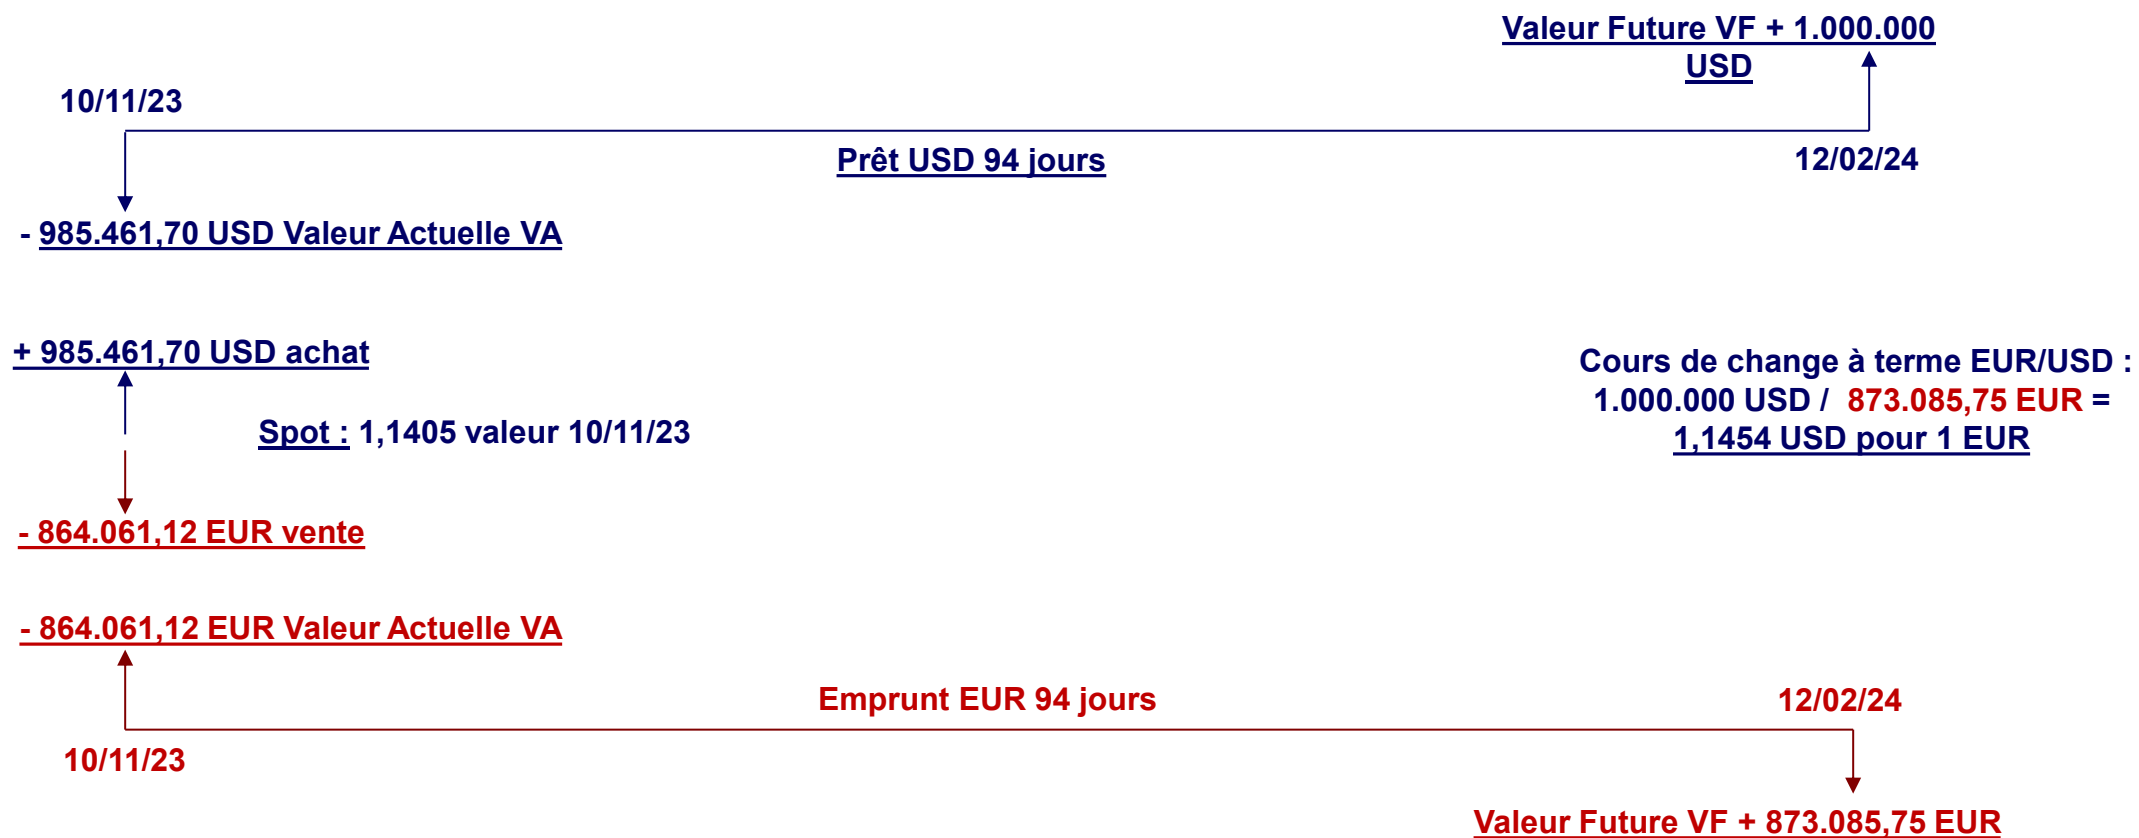 Valeur Future VF + 1.000.000
USD
10/11/23
Prêt USD 94 jours
12/02/24
- 985.461,70 USD Valeur Actuelle VA
+ 985.461,70 USD achat
Cours de change à terme EUR/USD :
1.000.000 USD / 873.085,75 EUR =
1,1454 USD pour 1 EUR
Spot : 1,1405 valeur 10/11/23
- 864.061,12 EUR vente
- 864.061,12 EUR Valeur Actuelle VA
Emprunt EUR 94 jours
12/02/24
10/11/23
Valeur Future VF + 873.085,75 EUR